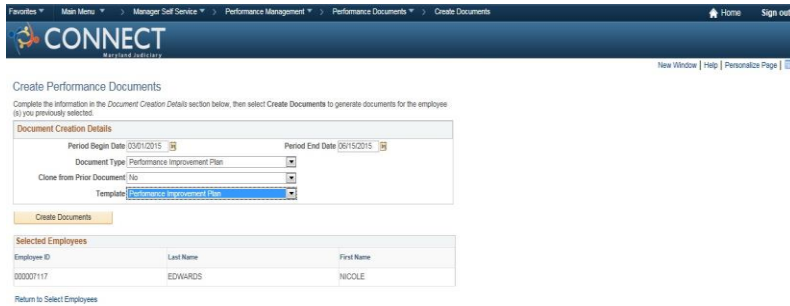 Favorites Main Menu > Manager Self Service > Performance Management > Performance Documents > Create Documents Home Sign out
CONNECT
Maryland Judiciary
New Window | Help | Personalize Page |
Create Performance Documents
Complete the information in the Document Creation Details section below, then select Create Documents to generate documents for the employee
(s) you previously selected.
Document Creation Details
Period Begin Date 03/01/2015 Period End Date 06/15/2015
Document Type Performance Improvement Plan
Clone from Prior Document No
Template Perfomance Improvement Plan
Create Documents
Selected Employees
Employee ID Last Name First Name
000007117 EDWARDS NICOLE
Return to Select Employees